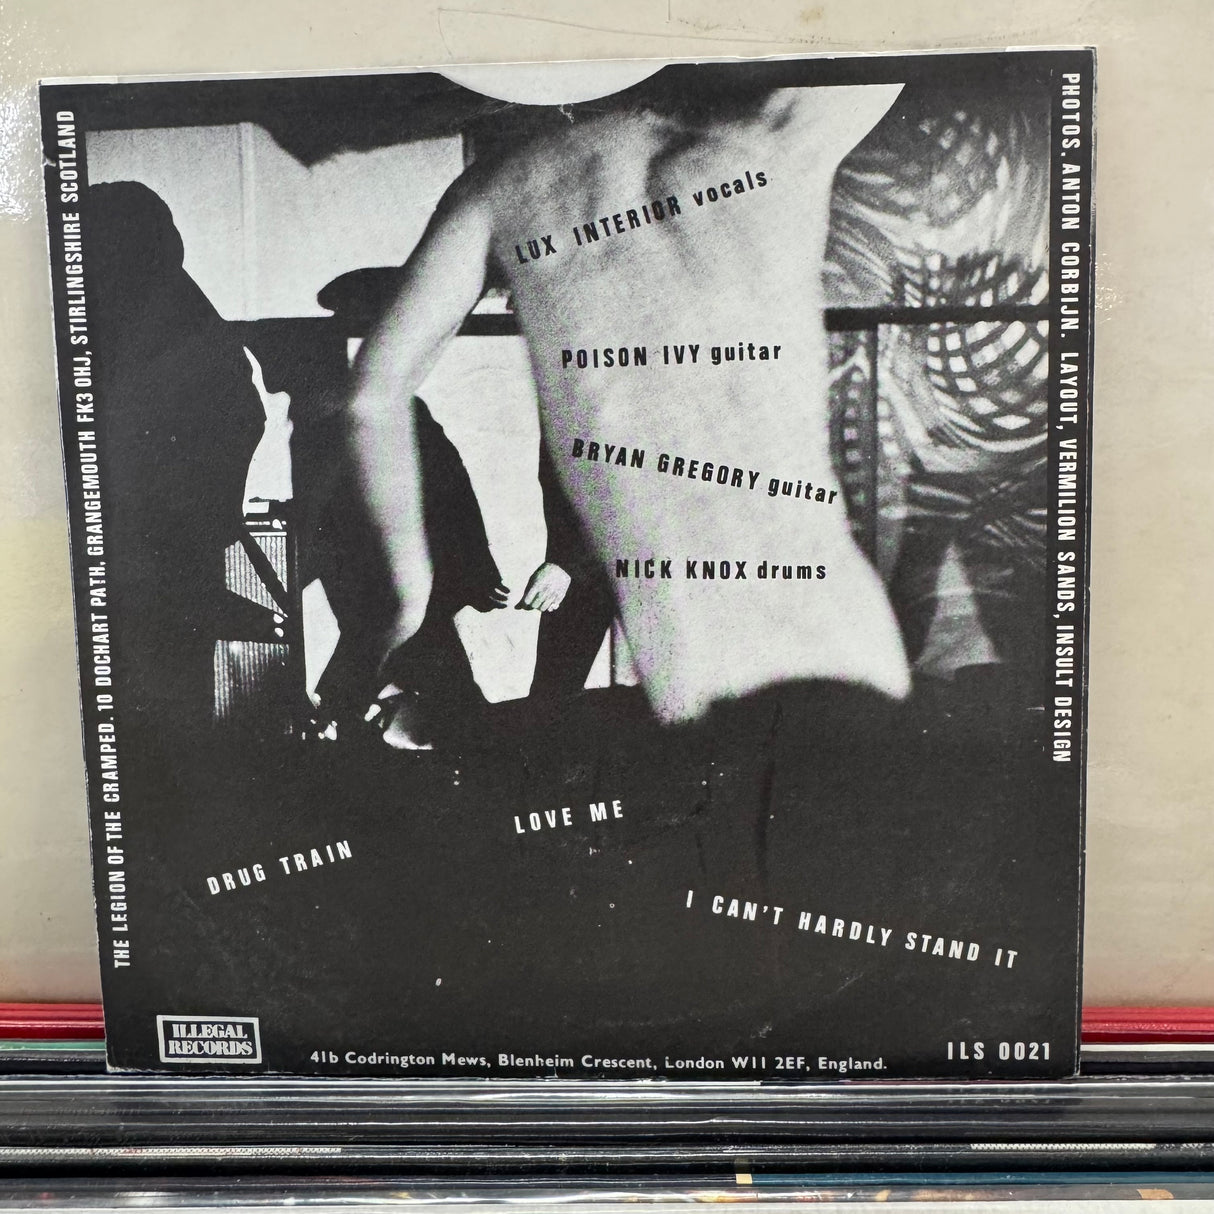 THE LEGION OF THE CRAMPED. 10 DOCHART PATH, GRANGEMOUTH FK3 OHJ, STIRLINGSHIRE SCOTLAND
PHOTOS. ANTON CORBIJN. LAYOUT, VERMILION SANDS, INSULT DESIGN
LUX INTERIOR vocals
POISON IVY guitar
BRYAN GREGORY guitar
NICK KNOX drums
LOVE ME
DRUG TRAIN
I CAN'T HARDLY STAND IT
ILLEGAL
RECORDS
41b Codrington Mews, Blenheim Crescent, London W11 2EF, England.
ILS 0021